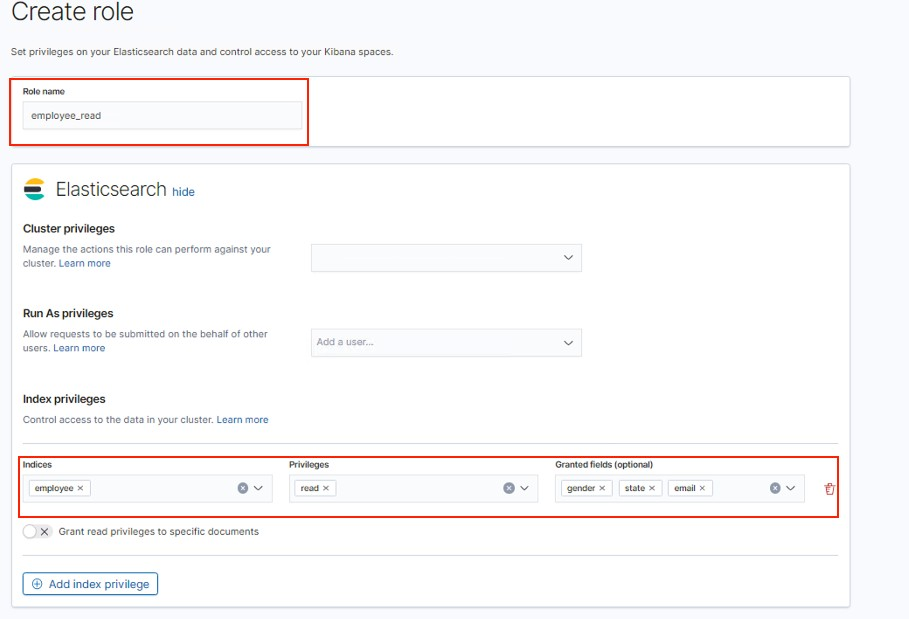 Create role
Set privileges on your Elasticsearch data and control access to your Kibana spaces.
Role name
employee_read
Elasticsearch hide
Cluster privileges
Manage the actions this role can perform against your
cluster. Learn more
Run As privileges
Allow requests to be submitted on the behalf of other
users. Learn more
Add a user...
Index privileges
Control access to the data in your cluster. Learn more
Indices Privileges Granted fields (optional)
employee read gender state email
Grant read privileges to specific documents
Add index privilege